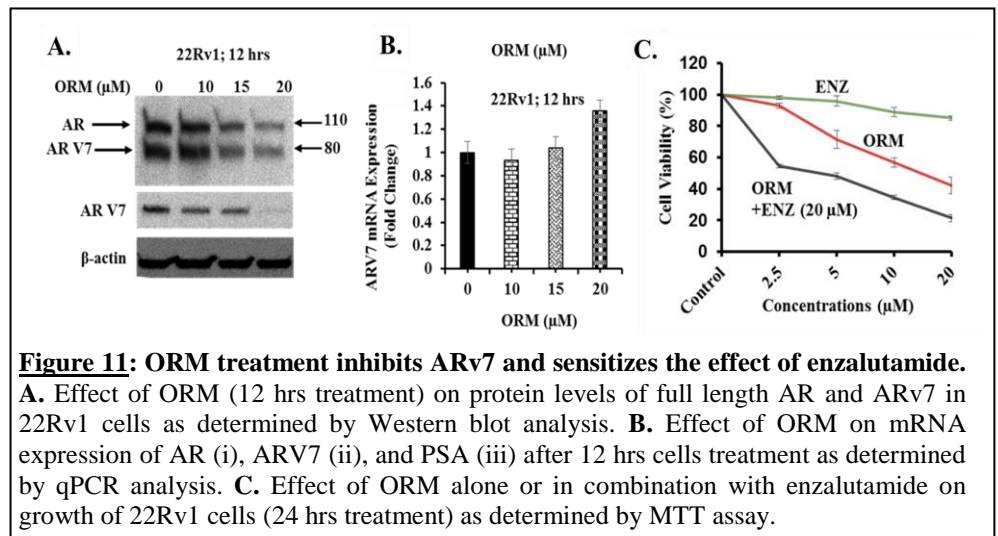 A.
22Rv1; 12 hrs
ORM (µM) 0 10 15 20
AR 110
AR V7 80
AR V7
β-actin
B.
ORM (µM)
22Rv1; 12 hrs
ARV7 mRNA Expression
(Fold Change)
1.6
1.4
1.2
1
0.8
0.6
0.4
0.2
0
0 10 15 20
ORM (µM)
C.
Cell Viability (%)
120
100
80
60
40
20
0
ENZ
ORM
ORM
+ENZ (20 µM)
Control 2.5 5 10 20
Concentrations (µM)
Figure 11: ORM treatment inhibits ARv7 and sensitizes the effect of enzalutamide.
A. Effect of ORM (12 hrs treatment) on protein levels of full length AR and ARv7 in
22Rv1 cells as determined by Western blot analysis. B. Effect of ORM on mRNA
expression of AR (i), ARV7 (ii), and PSA (iii) after 12 hrs cells treatment as determined
by qPCR analysis. C. Effect of ORM alone or in combination with enzalutamide on
growth of 22Rv1 cells (24 hrs treatment) as determined by MTT assay.